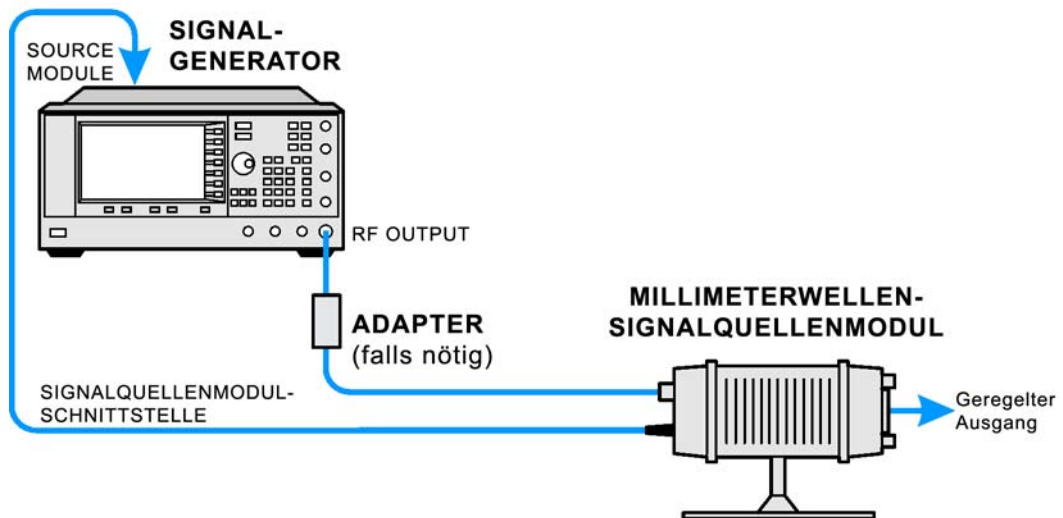 SIGNAL-
GENERATOR
SOURCE
MODULE
RF OUTPUT
ADAPTER
(falls nötig)
MILLIMETERWELLEN-
SIGNALQUELLENMODUL
SIGNALQUELLENMODUL-
SCHNITTSTELLE
Geregelter
Ausgang